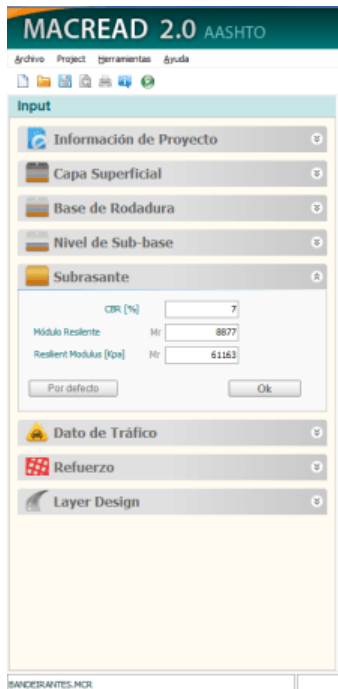 MACREAD 2.0 AASHTO
Archivo Project Herramientas Ayuda
Input
Información de Proyecto
Capa Superficial
Base de Rodadura
Nivel de Sub-base
Subrasante
CBR [%] 7
Módulo Resilente Mr 8877
Resilient Modulus [Kpa] Mr 61163
Por defecto Ok
Dato de Tráfico
Refuerzo
Layer Design
BANDEIRANTES.MCR